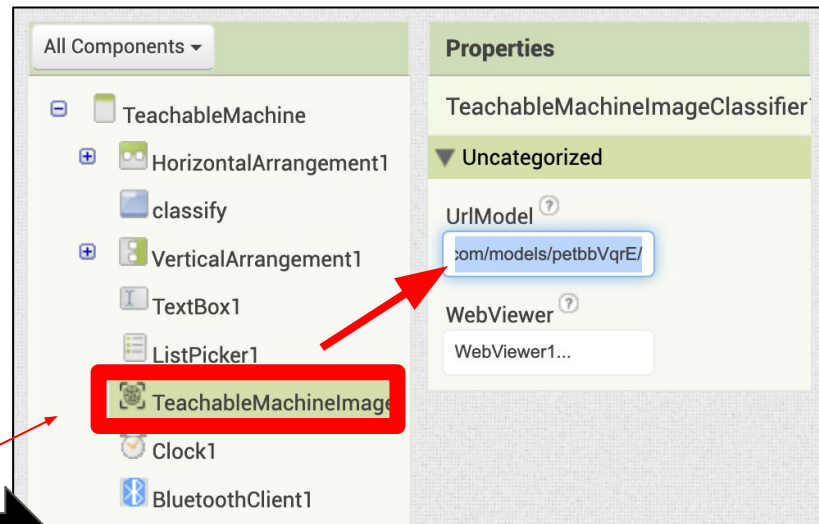 All Components
TeachableMachine
HorizontalArrangement1
classify
VerticalArrangement1
TextBox1
ListPicker1
TeachableMachineImage
Clock1
BluetoothClient1
Properties
TeachableMachineImageClassifier1
Uncategorized
UrlModel ?
com/models/petbbVqrE/
WebViewer ?
WebViewer1...